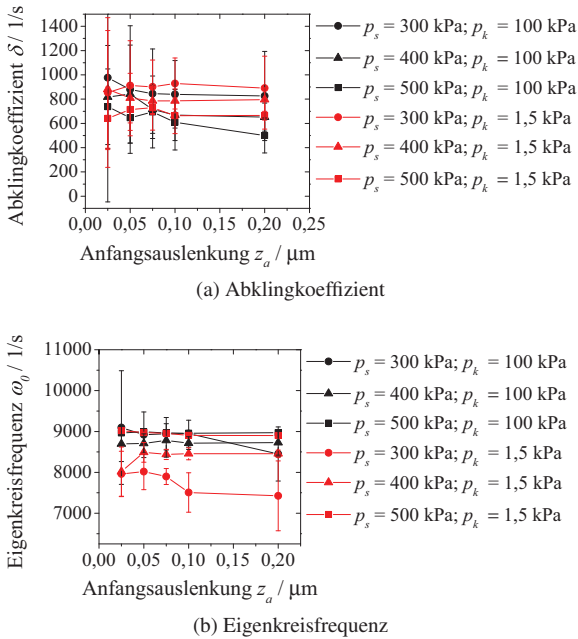 1400
1200
1000
800
600
400
200
0
Abklingkoeffizient δ / 1/s
0,00 0,05 0,10 0,15 0,20 0,25
Anfangsauslenkung z_a / µm
p_s = 300 kPa; p_k = 100 kPa
p_s = 400 kPa; p_k = 100 kPa
p_s = 500 kPa; p_k = 100 kPa
p_s = 300 kPa; p_k = 1,5 kPa
p_s = 400 kPa; p_k = 1,5 kPa
p_s = 500 kPa; p_k = 1,5 kPa
(a) Abklingkoeffizient
11000
10000
9000
8000
7000
Eigenkreisfrequenz ω_0 / 1/s
0,00 0,05 0,10 0,15 0,20
Anfangsauslenkung z_a / µm
p_s = 300 kPa; p_k = 100 kPa
p_s = 400 kPa; p_k = 100 kPa
p_s = 500 kPa; p_k = 100 kPa
p_s = 300 kPa; p_k = 1,5 kPa
p_s = 400 kPa; p_k = 1,5 kPa
p_s = 500 kPa; p_k = 1,5 kPa
(b) Eigenkreisfrequenz